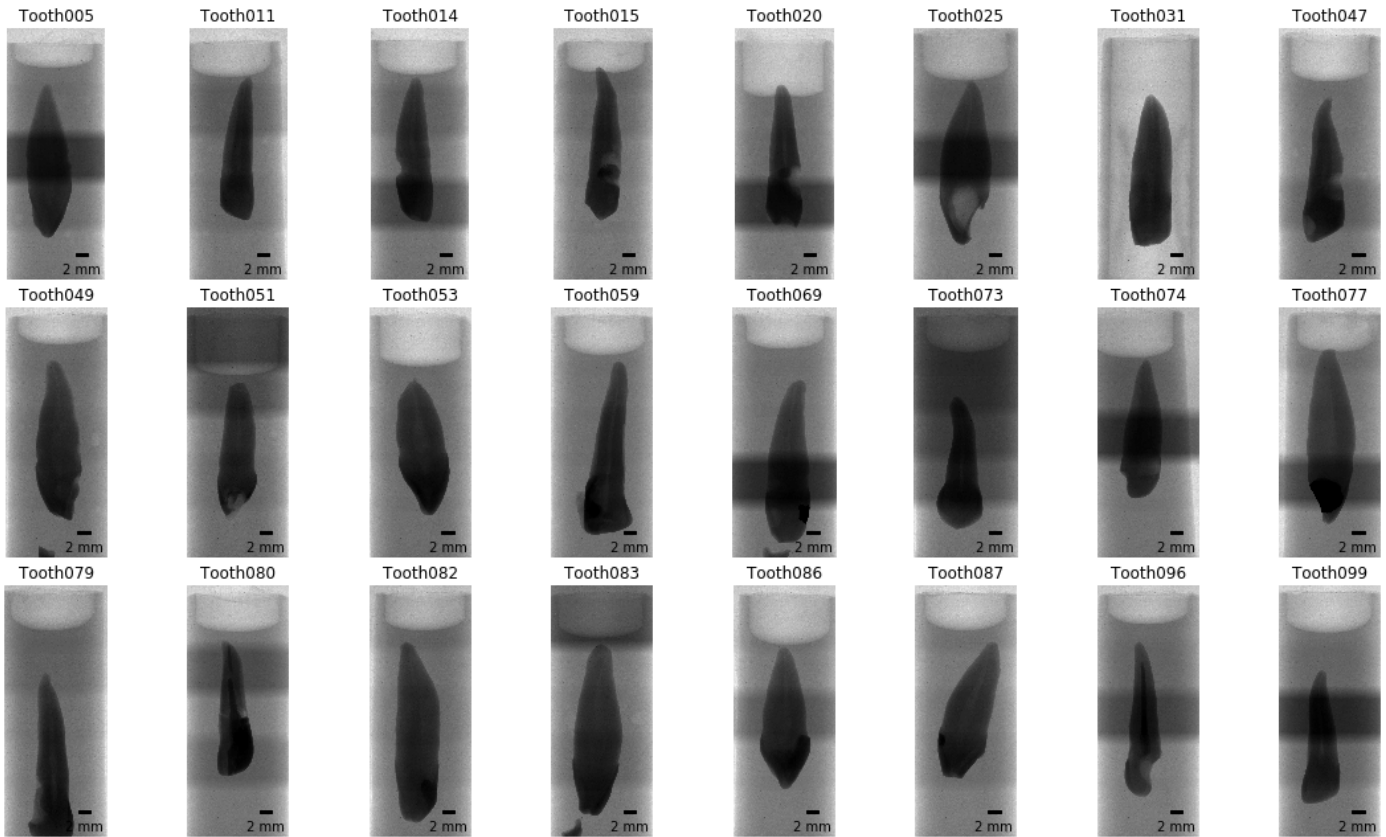 Tooth005 Tooth011 Tooth014 Tooth015 Tooth020 Tooth025 Tooth031 Tooth047
2 mm 2 mm 2 mm 2 mm 2 mm 2 mm 2 mm 2 mm
Tooth049 Tooth051 Tooth053 Tooth059 Tooth069 Tooth073 Tooth074 Tooth077
2 mm 2 mm 2 mm 2 mm 2 mm 2 mm 2 mm 2 mm
Tooth079 Tooth080 Tooth082 Tooth083 Tooth086 Tooth087 Tooth096 Tooth099
2 mm 2 mm 2 mm 2 mm 2 mm 2 mm 2 mm 2 mm